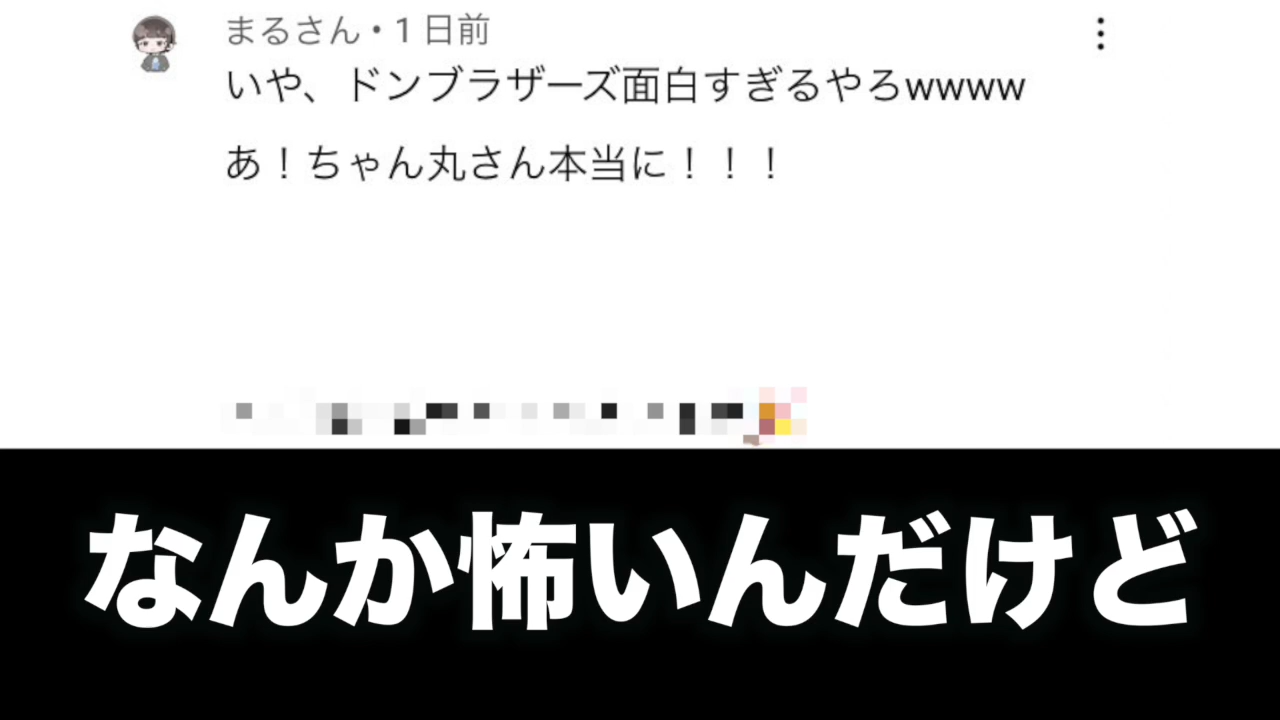 まるさん・1 日前
いや、ドンブラザーズ面白すぎるやろwwww
あ！ちゃん丸さん本当に！！！
なんか怖いんだけど